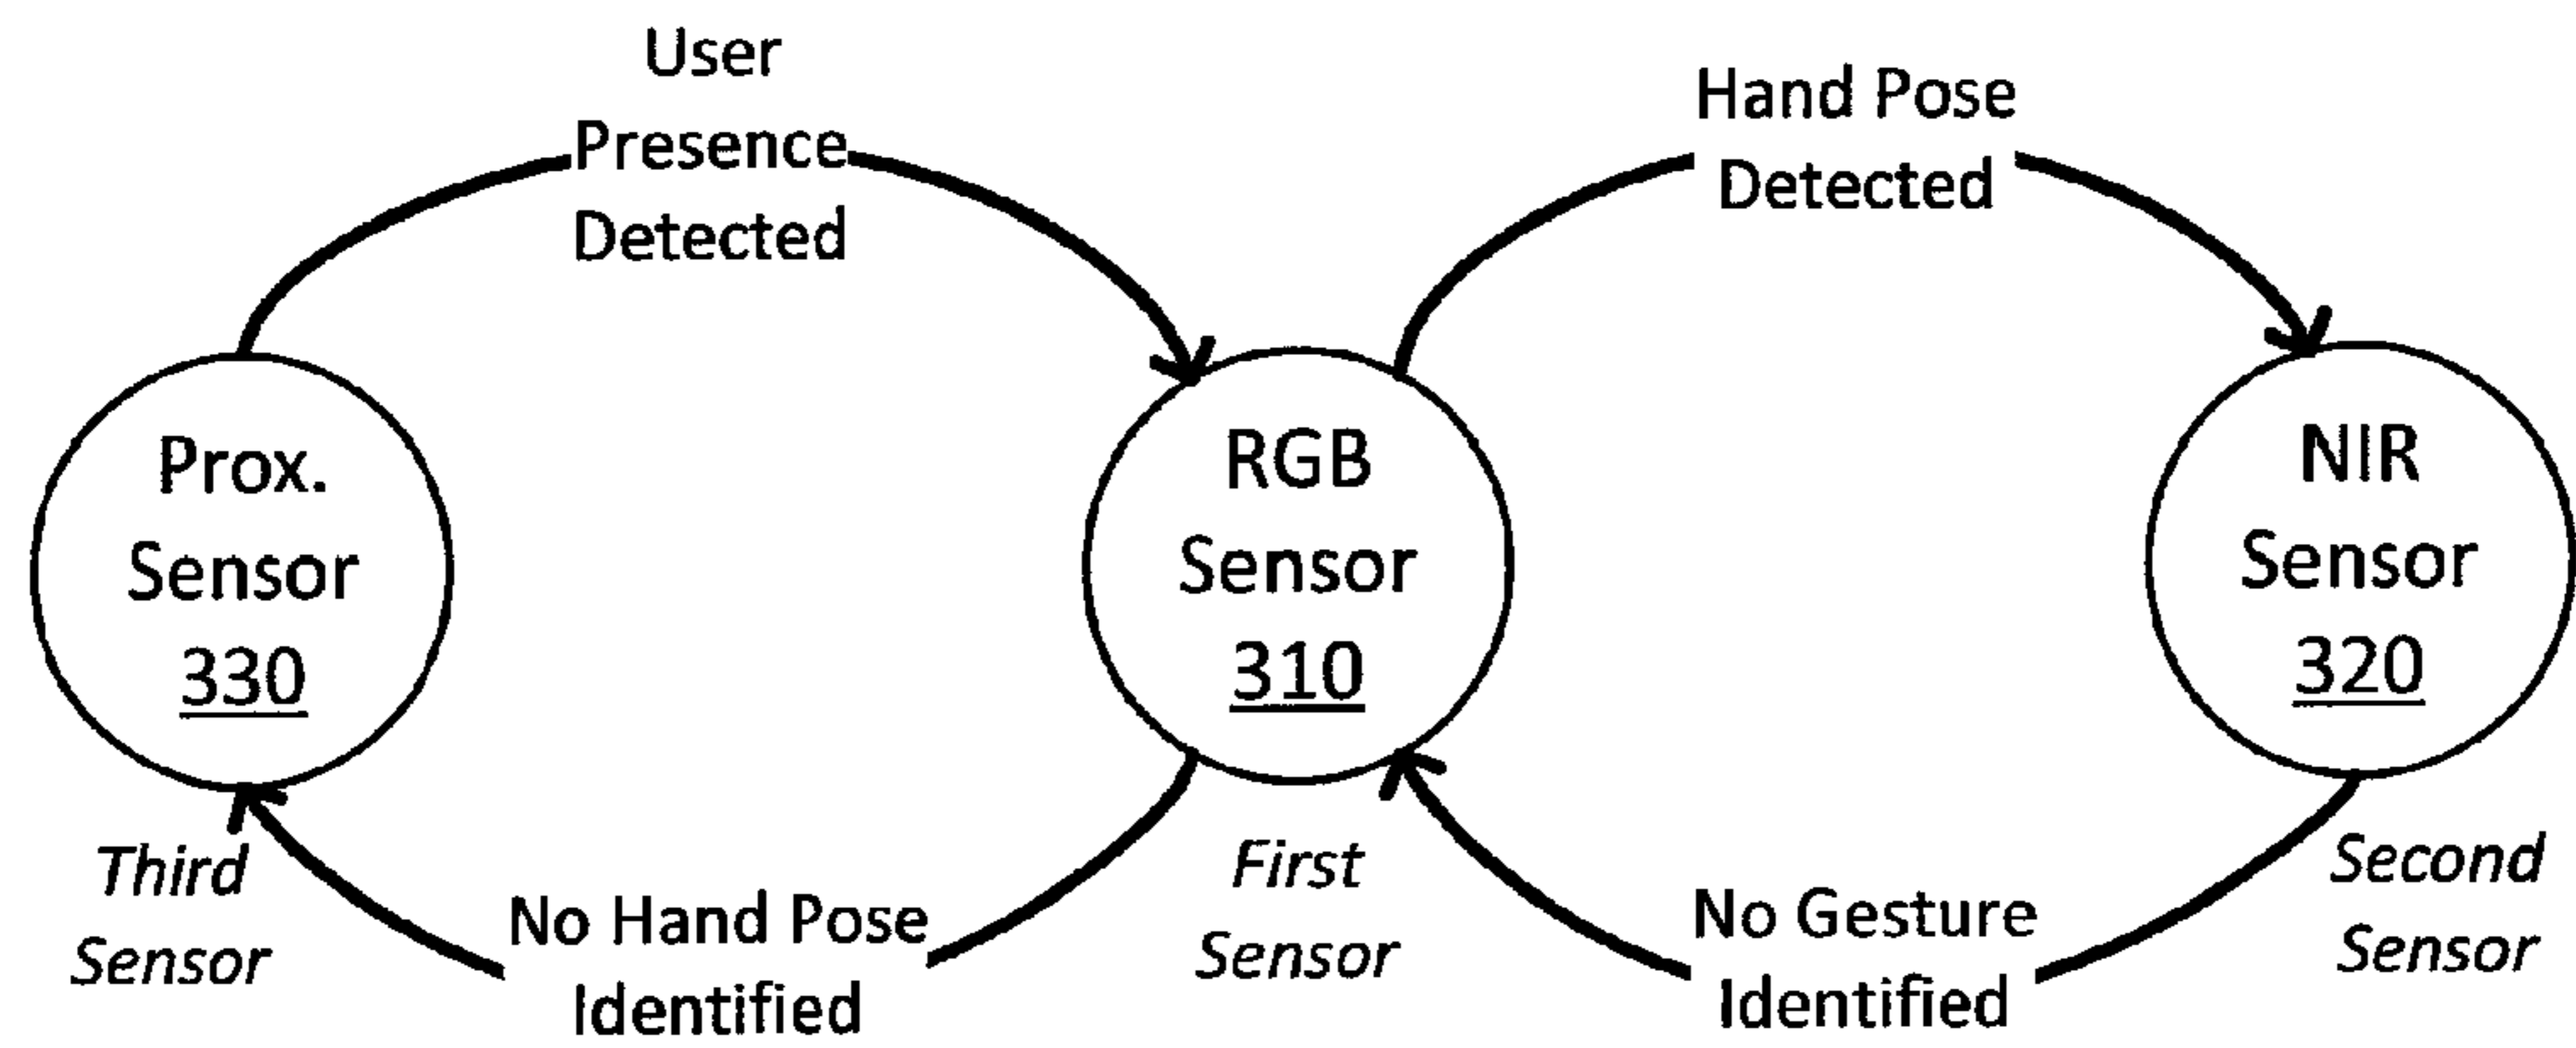 User
Presence
Detected
Hand Pose
Detected
Prox.
Sensor
330
RGB
Sensor
310
NIR
Sensor
320
Third
Sensor
No Hand Pose
Identified
First
Sensor
No Gesture
Identified
Second
Sensor